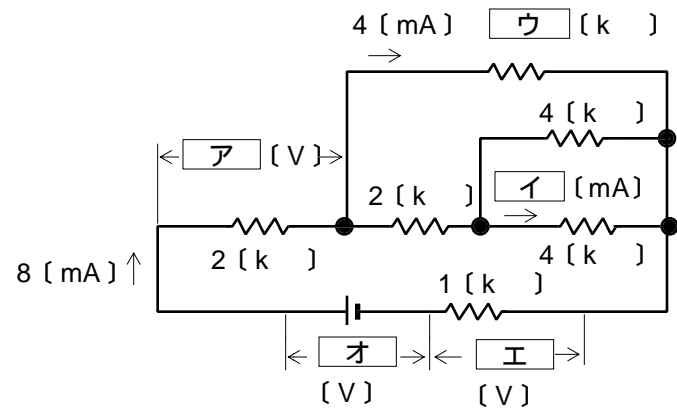 4〔mA〕 ウ 〔k　〕
4〔k　〕
ア 〔V〕
2〔k　〕 イ 〔mA〕
8〔mA〕 2〔k　〕 4〔k　〕
1〔k　〕
オ エ
〔V〕 〔V〕